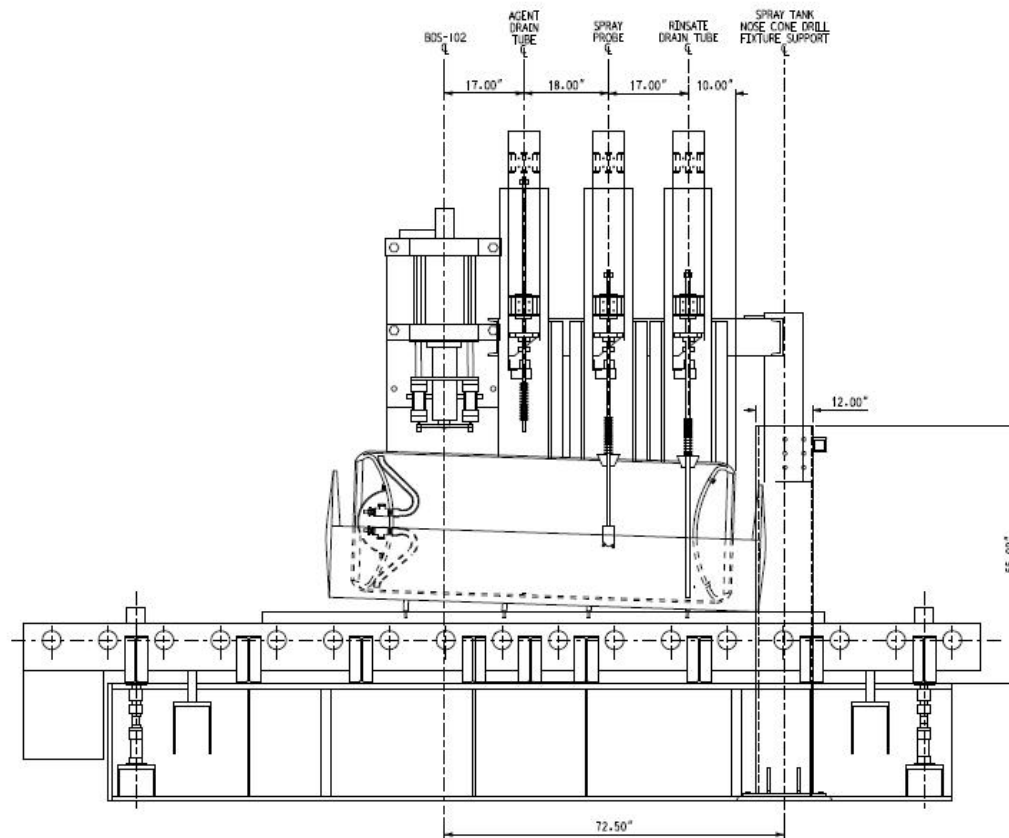 BDS-102
℄
AGENT
DRAIN
TUBE
℄
SPRAY
PROBE
℄
RINSATE
DRAIN TUBE
℄
SPRAY TANK
NOSE CONE DRILL
FIXTURE SUPPORT
℄
17.00"
18.00"
17.00"
10.00"
12.00"
72.50"